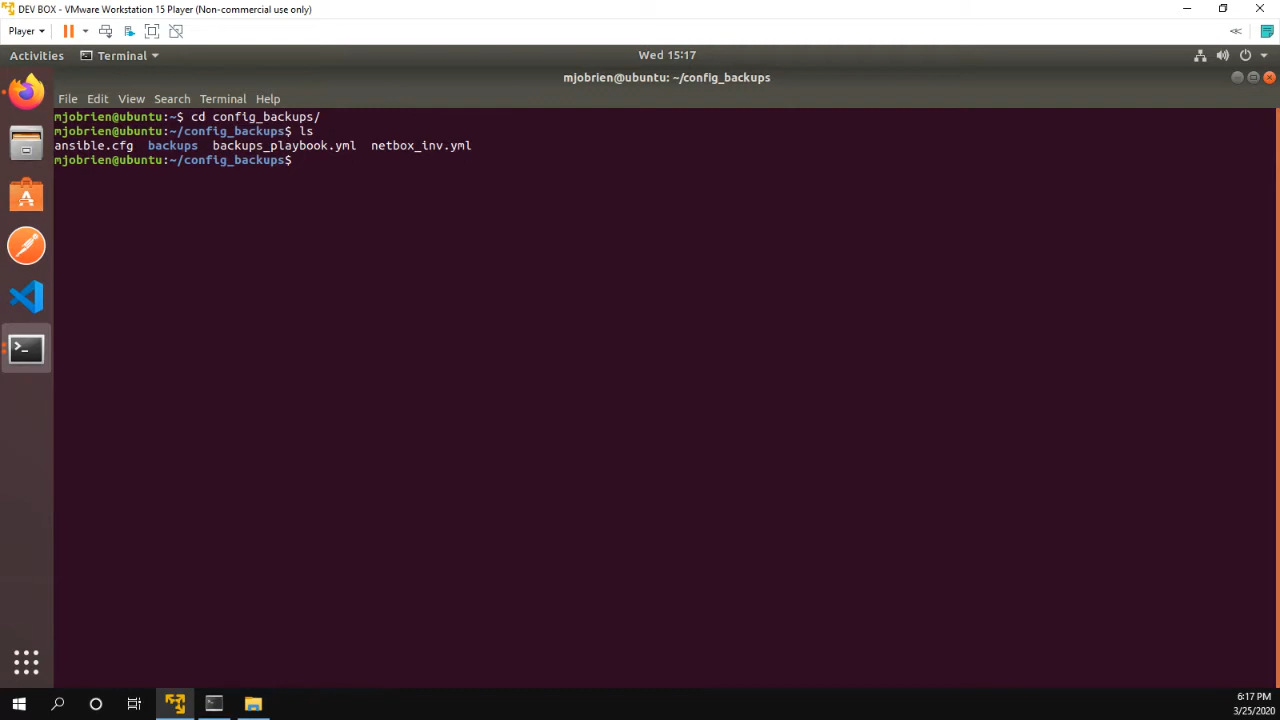 DEV BOX - VMware Workstation 15 Player (Non-commercial use only)
Player
Activities Terminal Wed 15:17
mjobrien@ubuntu: ~/config_backups
File Edit View Search Terminal Help
mjobrien@ubuntu:~$ cd config_backups/
mjobrien@ubuntu:~/config_backups$ ls
ansible.cfg backups backups_playbook.yml netbox_inv.yml
mjobrien@ubuntu:~/config_backups$
6:17 PM
3/25/2020